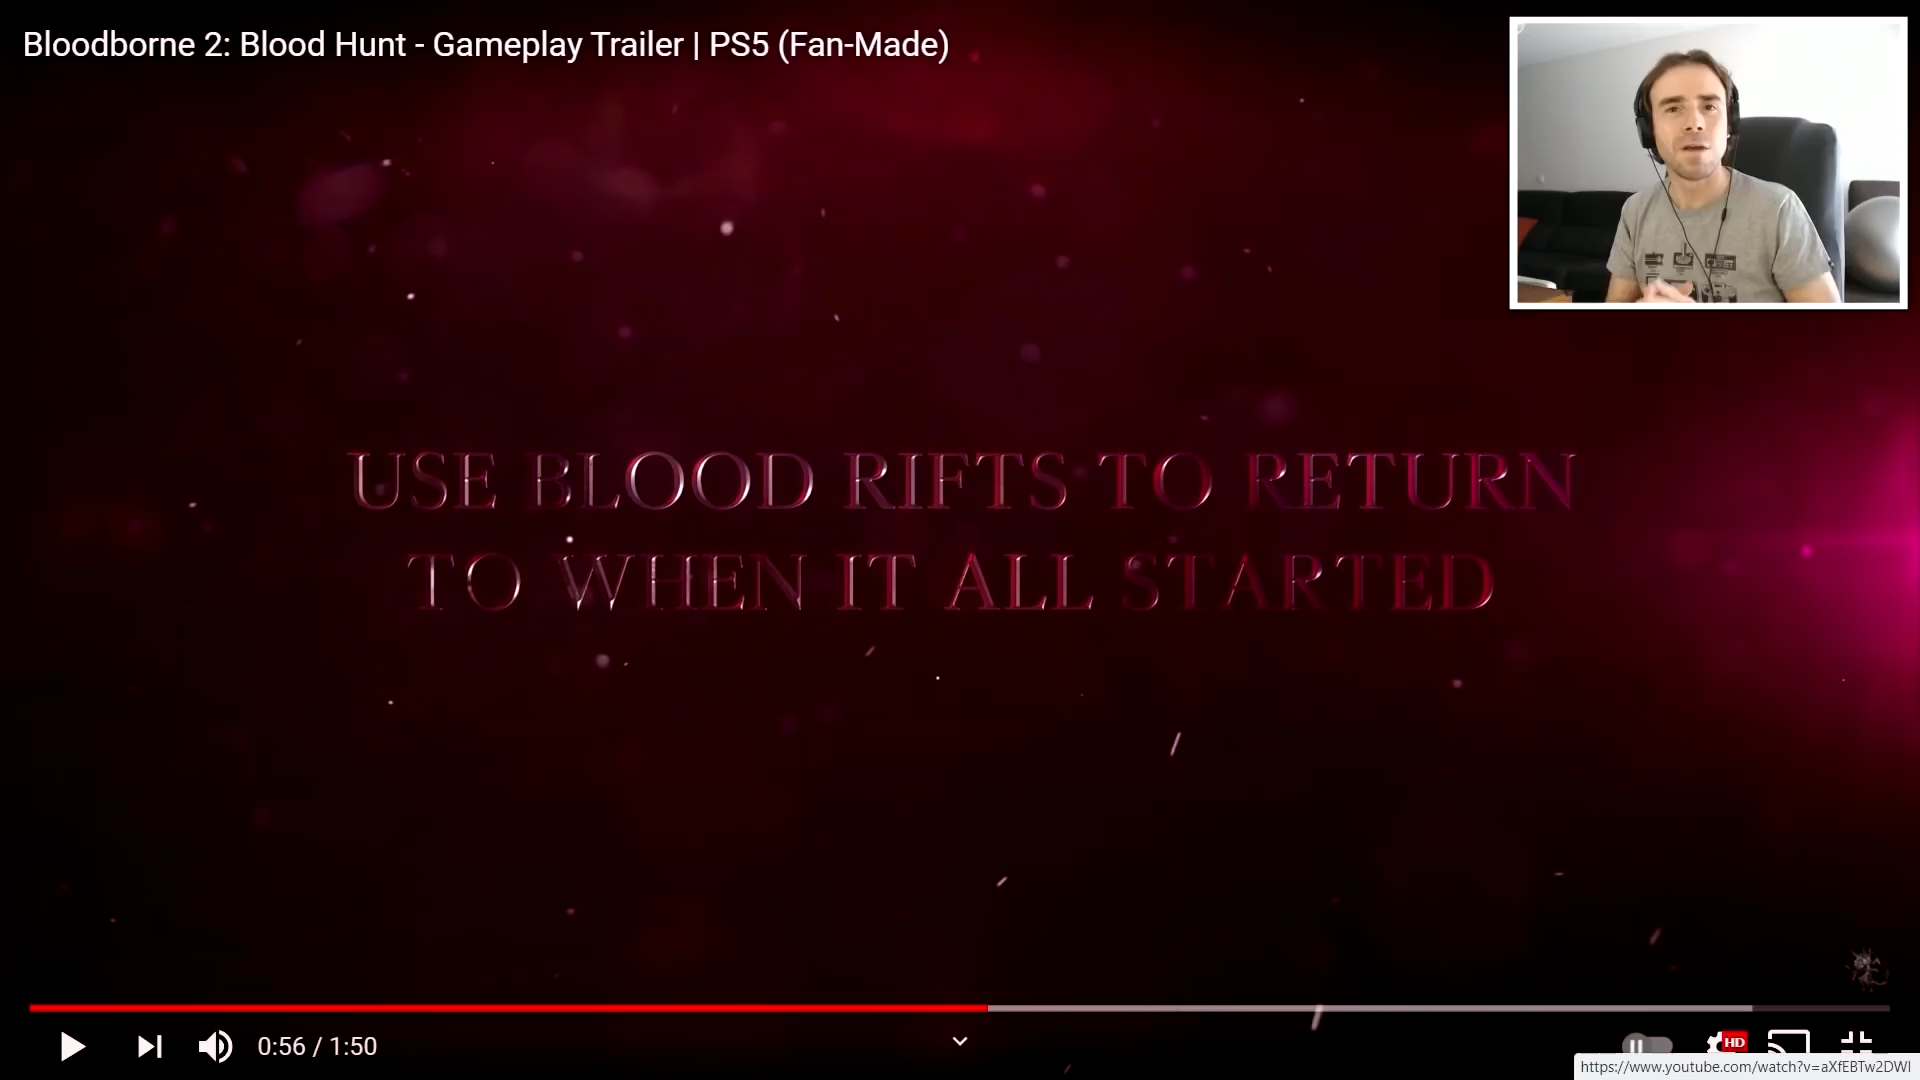 Bloodborne 2: Blood Hunt - Gameplay Trailer | PS5 (Fan-Made)
USE BLOOD RIFTS TO RETURN
TO WHEN IT ALL STARTED
0:56 / 1:50
HD
https://www.youtube.com/watch?v=aXfEBTw2DWI